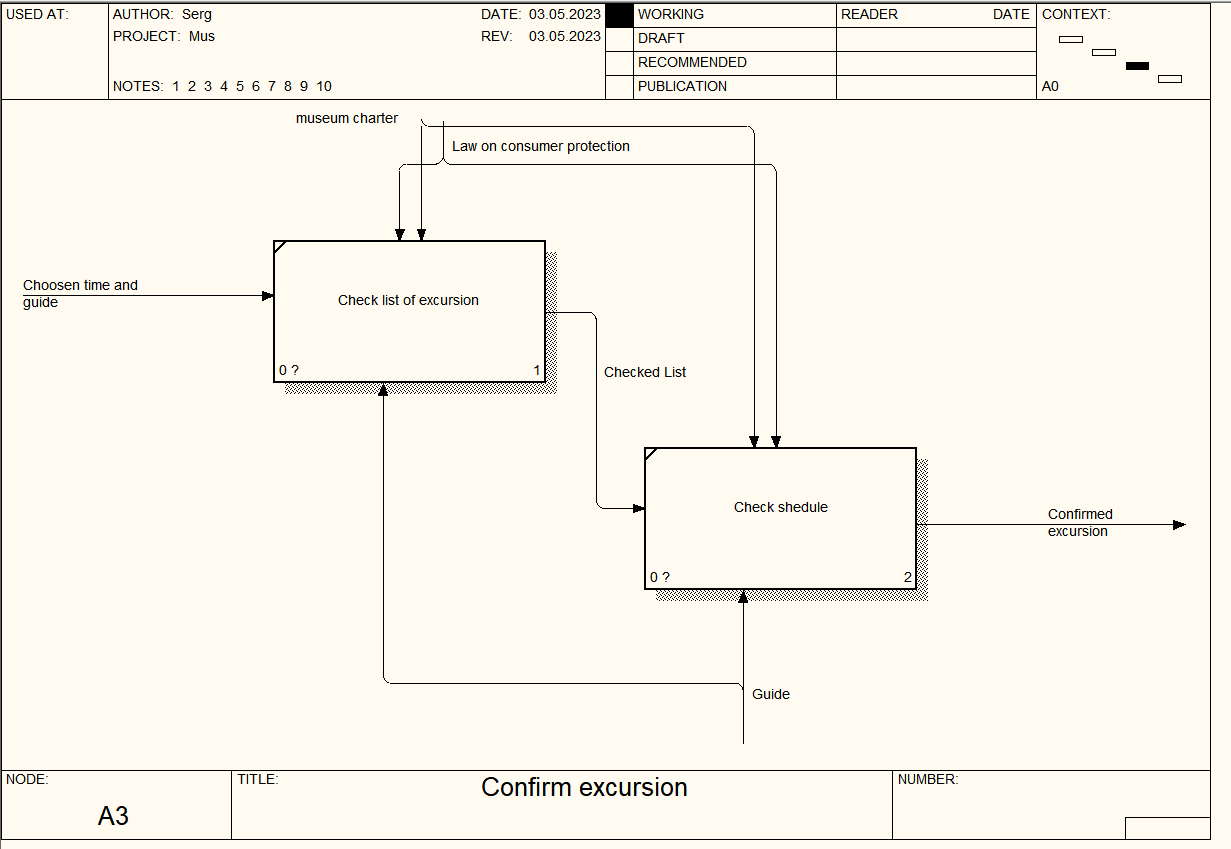 USED AT:
AUTHOR: Serg
DATE: 03.05.2023
PROJECT: Mus
REV: 03.05.2023
NOTES: 1 2 3 4 5 6 7 8 9 10
WORKING
DRAFT
RECOMMENDED
PUBLICATION
READER DATE
CONTEXT:
A0
museum charter
Law on consumer protection
Choosen time and
guide
Check list of excursion
0 ? 1
Checked List
Check shedule
0 ? 2
Confirmed
excursion
Guide
NODE:
A3
TITLE:
Confirm excursion
NUMBER: